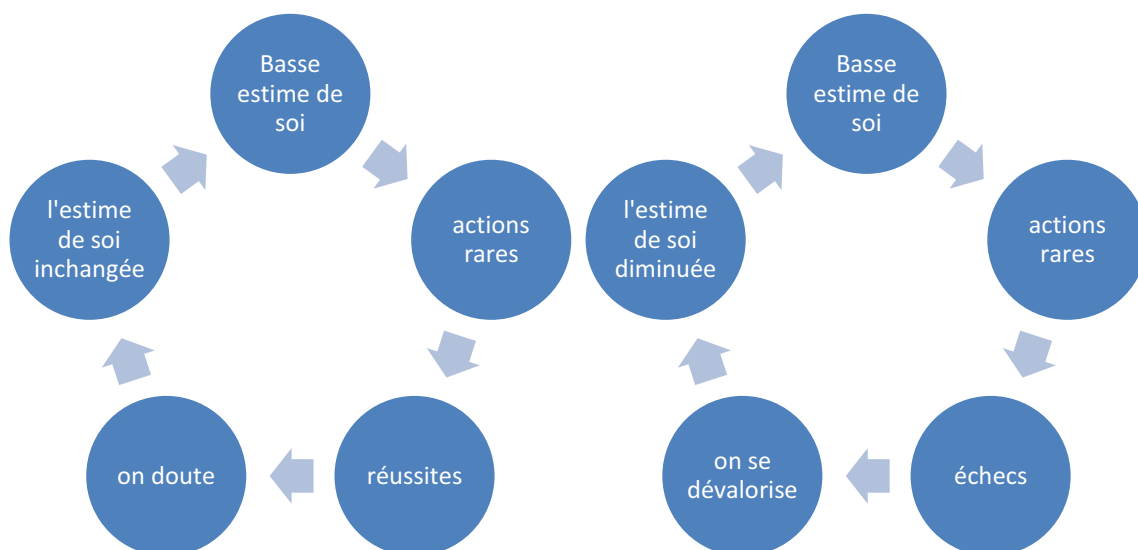 Basse
estime de
soi
actions
rares
réussites
on doute
l'estime
de soi
inchangée
Basse
estime de
soi
actions
rares
échecs
on se
dévalorise
l'estime
de soi
diminuée